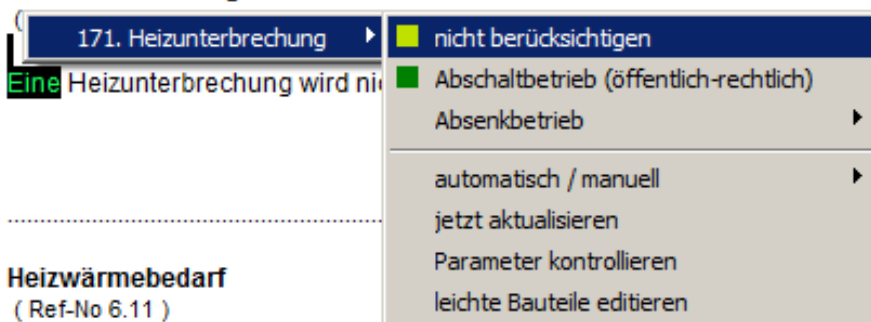 171. Heizunterbrechung
nicht berücksichtigen
Eine Heizunterbrechung wird
Abschaltbetrieb (öffentlich-rechtlich)
Absenkbetrieb
automatisch / manuell
jetzt aktualisieren
Heizwärmebedarf
Parameter kontrollieren
( Ref-No 6.11 )
leichte Bauteile editieren